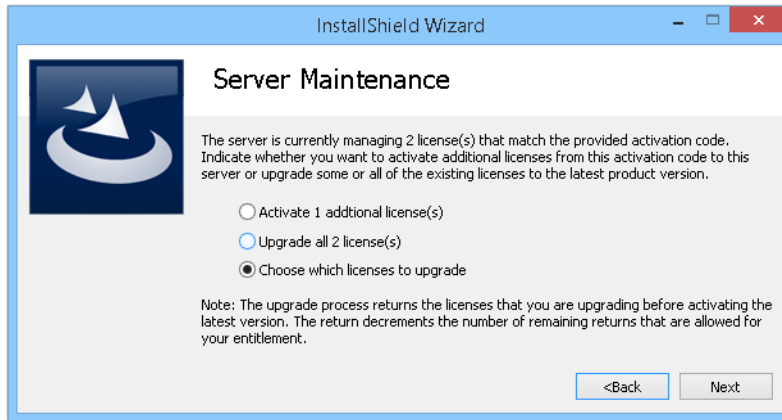 InstallShield Wizard
Server Maintenance
The server is currently managing 2 license(s) that match the provided activation code.
Indicate whether you want to activate additional licenses from this activation code to this
server or upgrade some or all of the existing licenses to the latest product version.
Activate 1 addtional license(s)
Upgrade all 2 license(s)
Choose which licenses to upgrade
Note: The upgrade process returns the licenses that you are upgrading before activating the
latest version. The return decrements the number of remaining returns that are allowed for
your entitlement.
<Back
Next